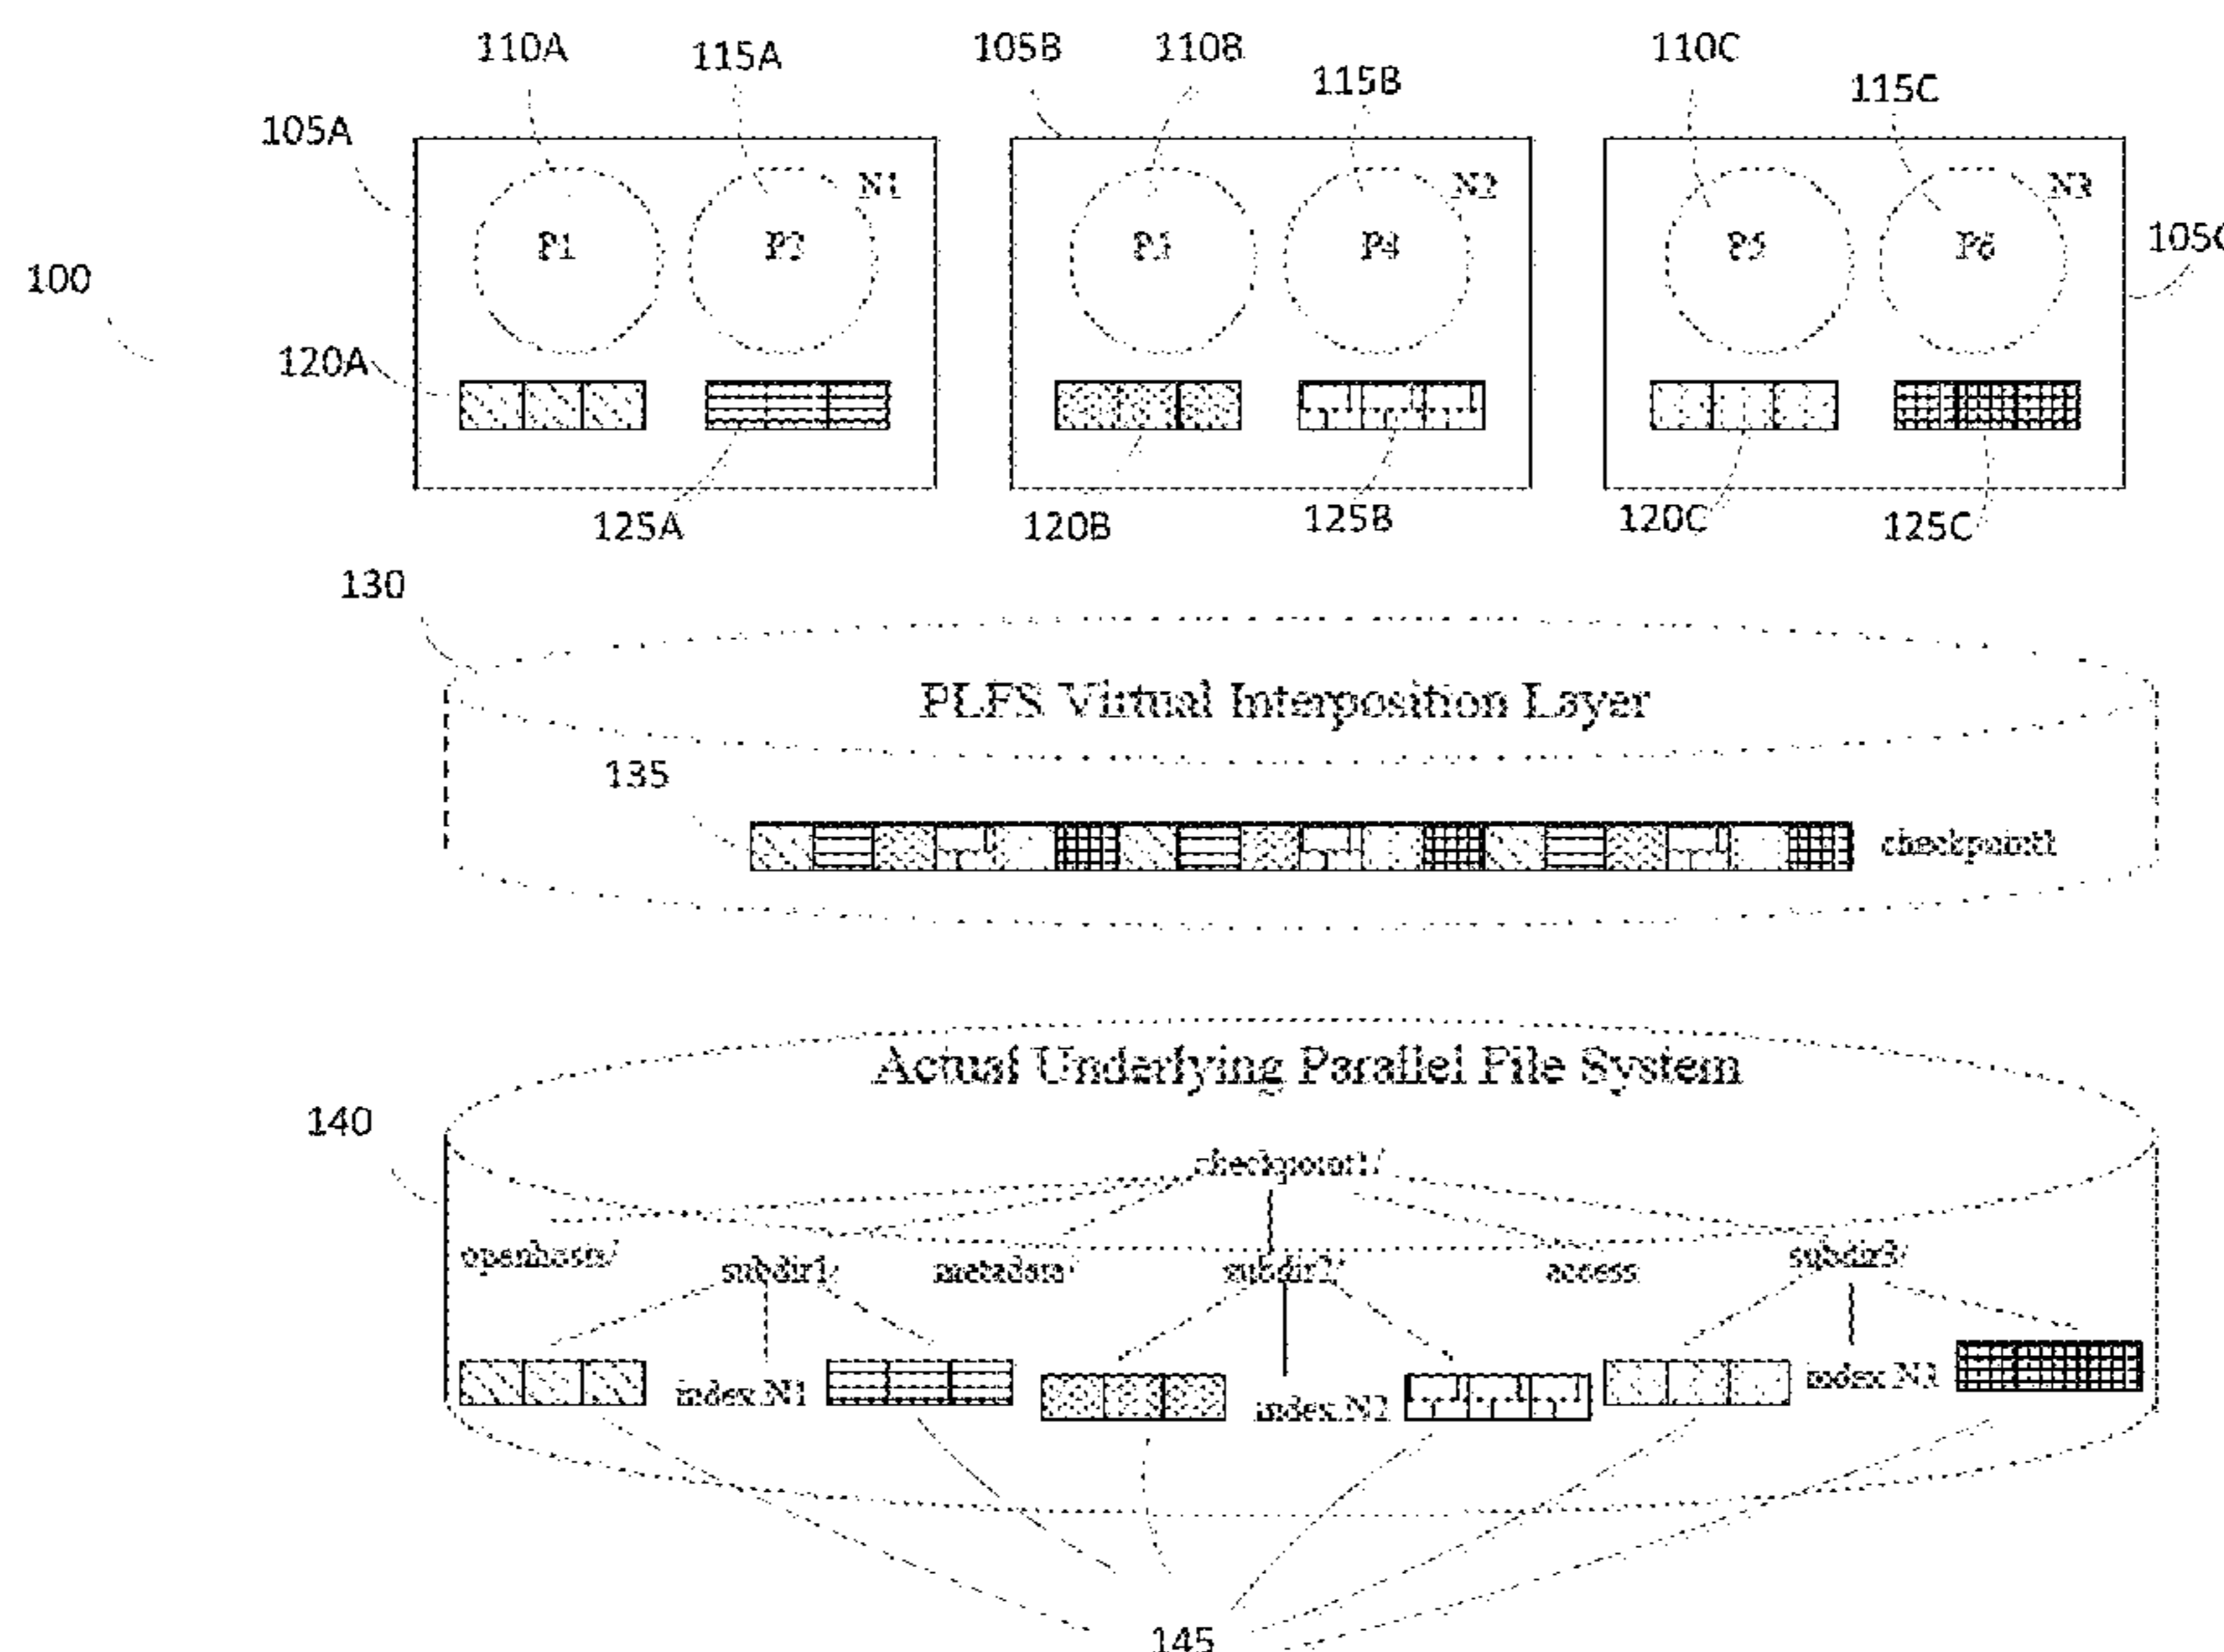 110A 115A 105B 110B 115B 110C 115C
105A
N1 N2 N3
P1 P2 P3 P4 P5 P6
105C
100
120A
125A 120B 125B 120C 125C
130
PLFS Virtual Interposition Layer
135
checkpoint1
Actual Underlying Parallel File System
140
checkpoint1/
openhosts/ subdir1/ metadata/ subdir2/ access subdir3/
index.N1 index.N2 index.N3
145